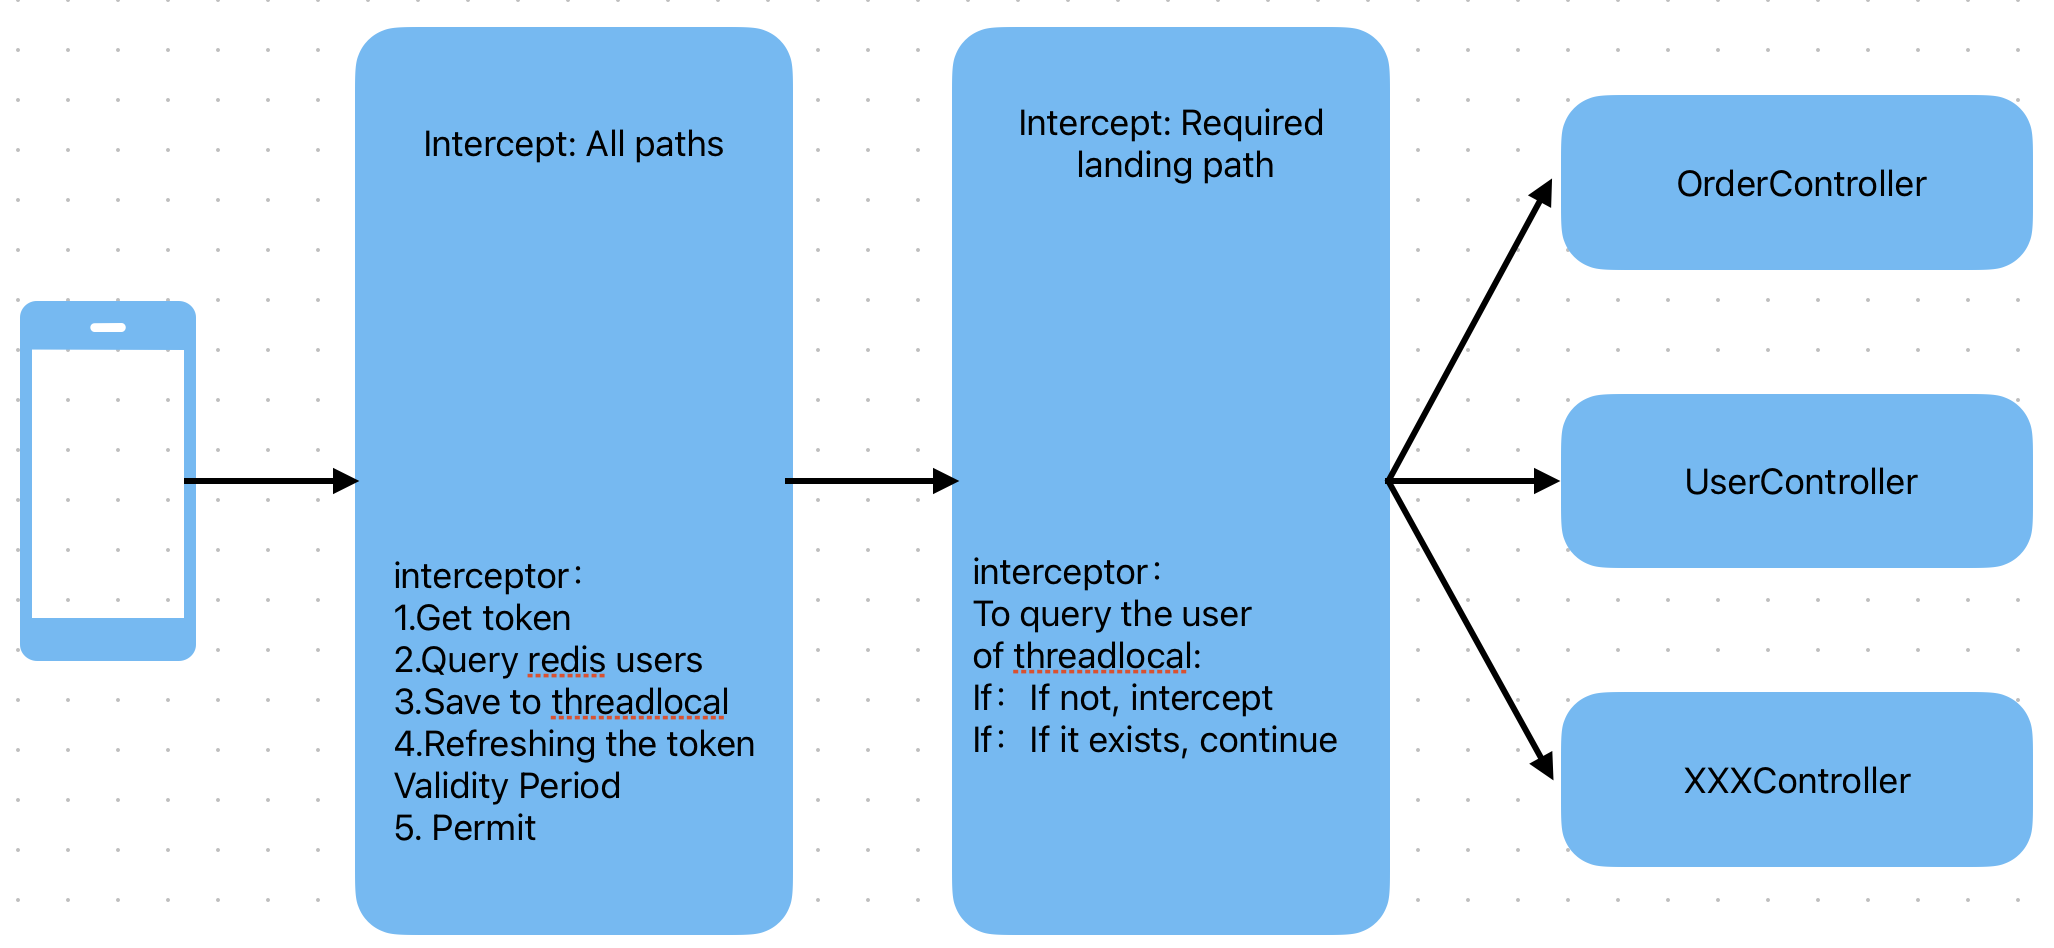 Intercept: All paths
interceptor：
1.Get token
2.Query redis users
3.Save to threadlocal
4.Refreshing the token
Validity Period
5. Permit
Intercept: Required
landing path
interceptor：
To query the user
of threadlocal:
If： If not, intercept
If： If it exists, continue
OrderController
UserController
XXXController